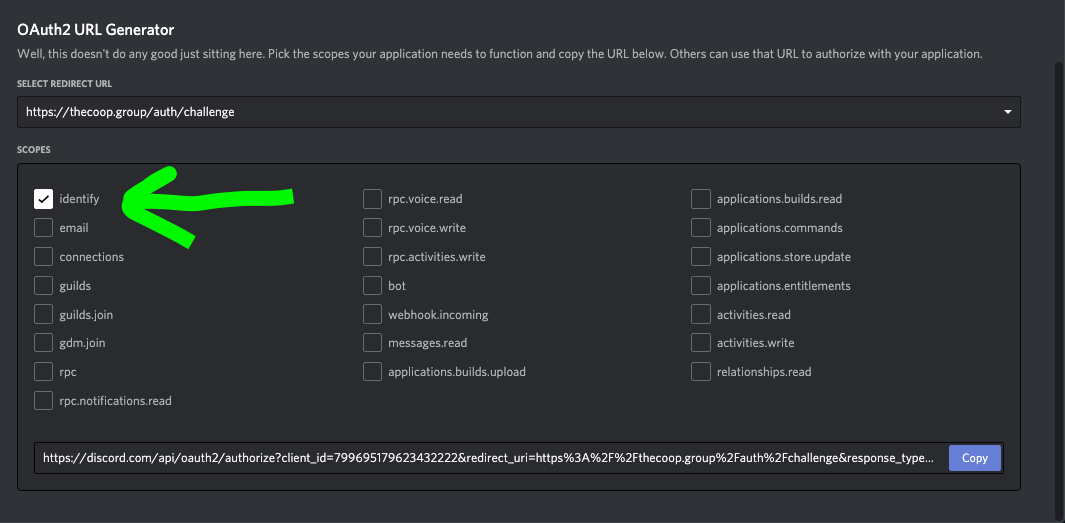 OAuth2 URL Generator
Well, this doesn't do any good just sitting here. Pick the scopes your application needs to function and copy the URL below. Others can use that URL to authorize with your application.
SELECT REDIRECT URL
https://thecoop.group/auth/challenge
SCOPES
identify
email
connections
guilds
guilds.join
gdm.join
rpc
rpc.notifications.read
rpc.voice.read
rpc.voice.write
rpc.activities.write
bot
webhook.incoming
messages.read
applications.builds.upload
applications.builds.read
applications.commands
applications.store.update
applications.entitlements
activities.read
activities.write
relationships.read
https://discord.com/api/oauth2/authorize?client_id=799695179623432222&redirect_uri=https%3A%2F%2Fthecoop.group%2Fauth%2Fchallenge&response_type...
Copy